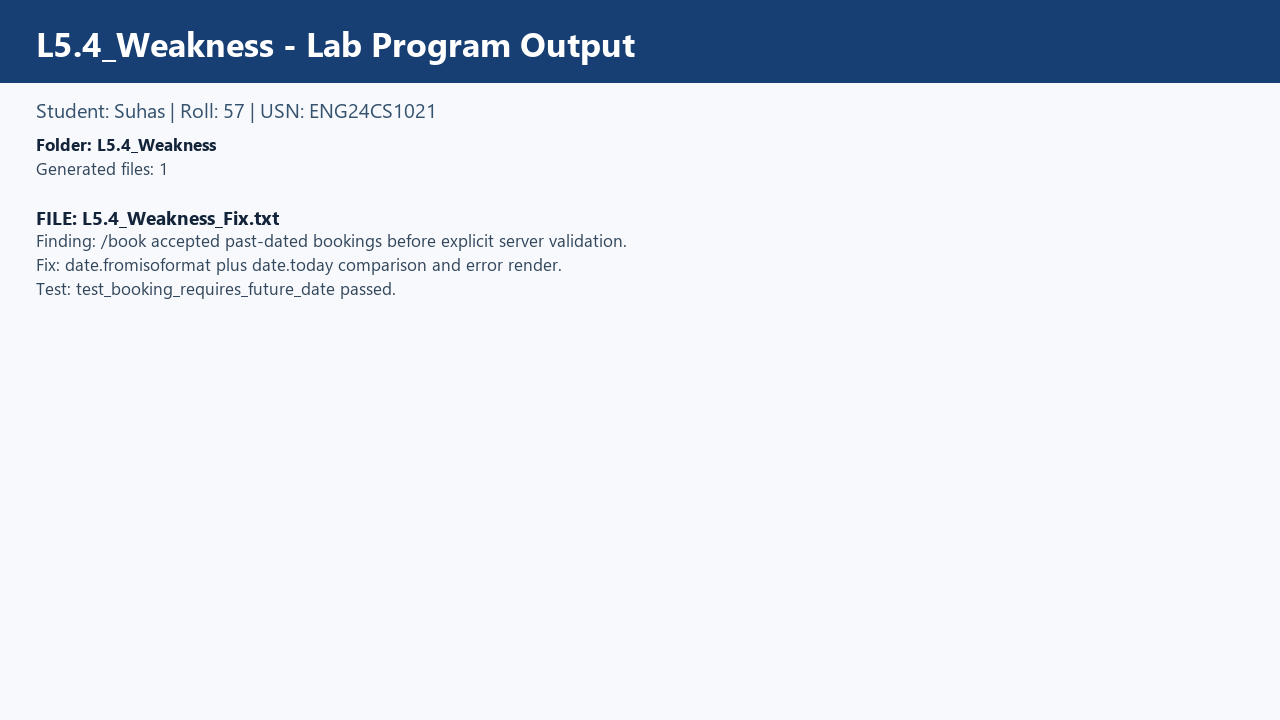 L5.4_Weakness - Lab Program Output
Student: Suhas | Roll: 57 | USN: ENG24CS1021
Folder: L5.4_Weakness
Generated files: 1
FILE: L5.4_Weakness_Fix.txt
Finding: /book accepted past-dated bookings before explicit server validation.
Fix: date.fromisoformat plus date.today comparison and error render.
Test: test_booking_requires_future_date passed.